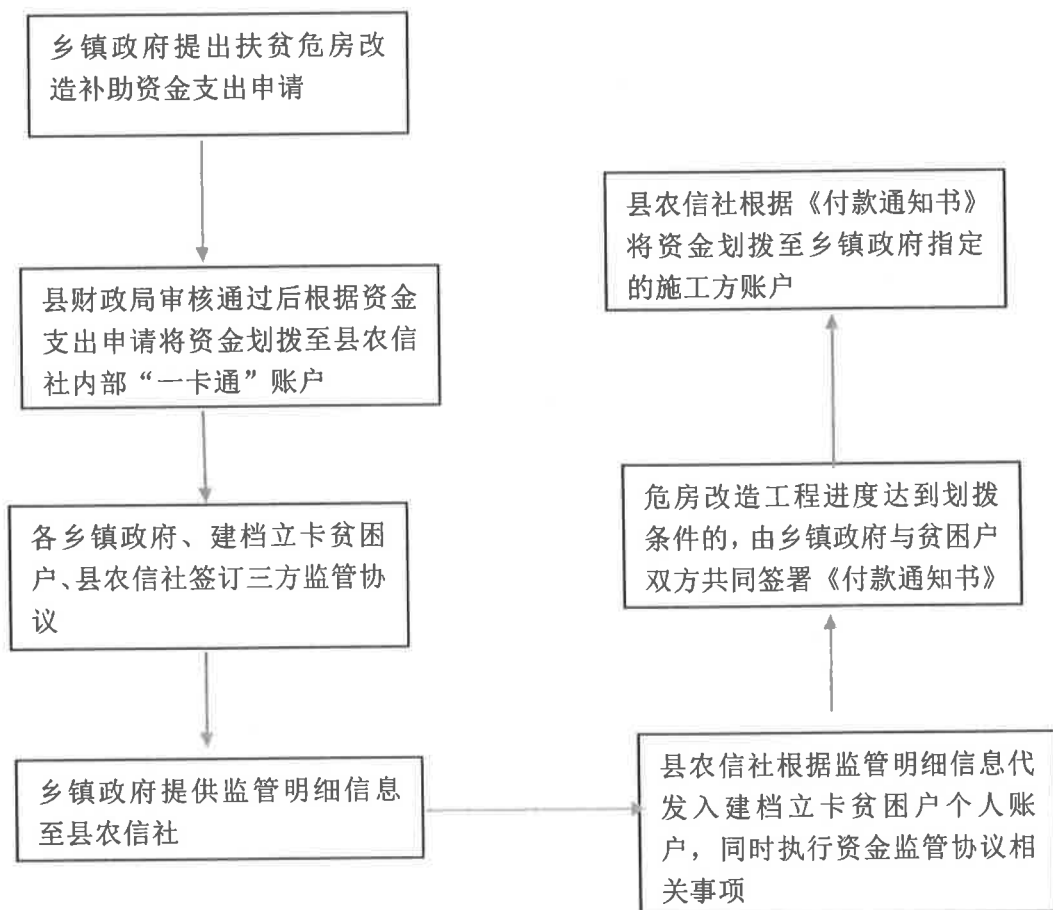 乡镇政府提出扶贫危房改
造补助资金支出申请
县财政局审核通过后根据资金
支出申请将资金划拨至县农信
社内部“一卡通”账户
各乡镇政府、建档立卡贫困
户、县农信社签订三方监管协
议
乡镇政府提供监管明细信息
至县农信社
县农信社根据监管明细信息代
发入建档立卡贫困户个人账
户，同时执行资金监管协议相
关事项
危房改造工程进度达到划拨
条件的，由乡镇政府与贫困户
双方共同签署《付款通知书》
县农信社根据《付款通知书》
将资金划拨至乡镇政府指定
的施工方账户